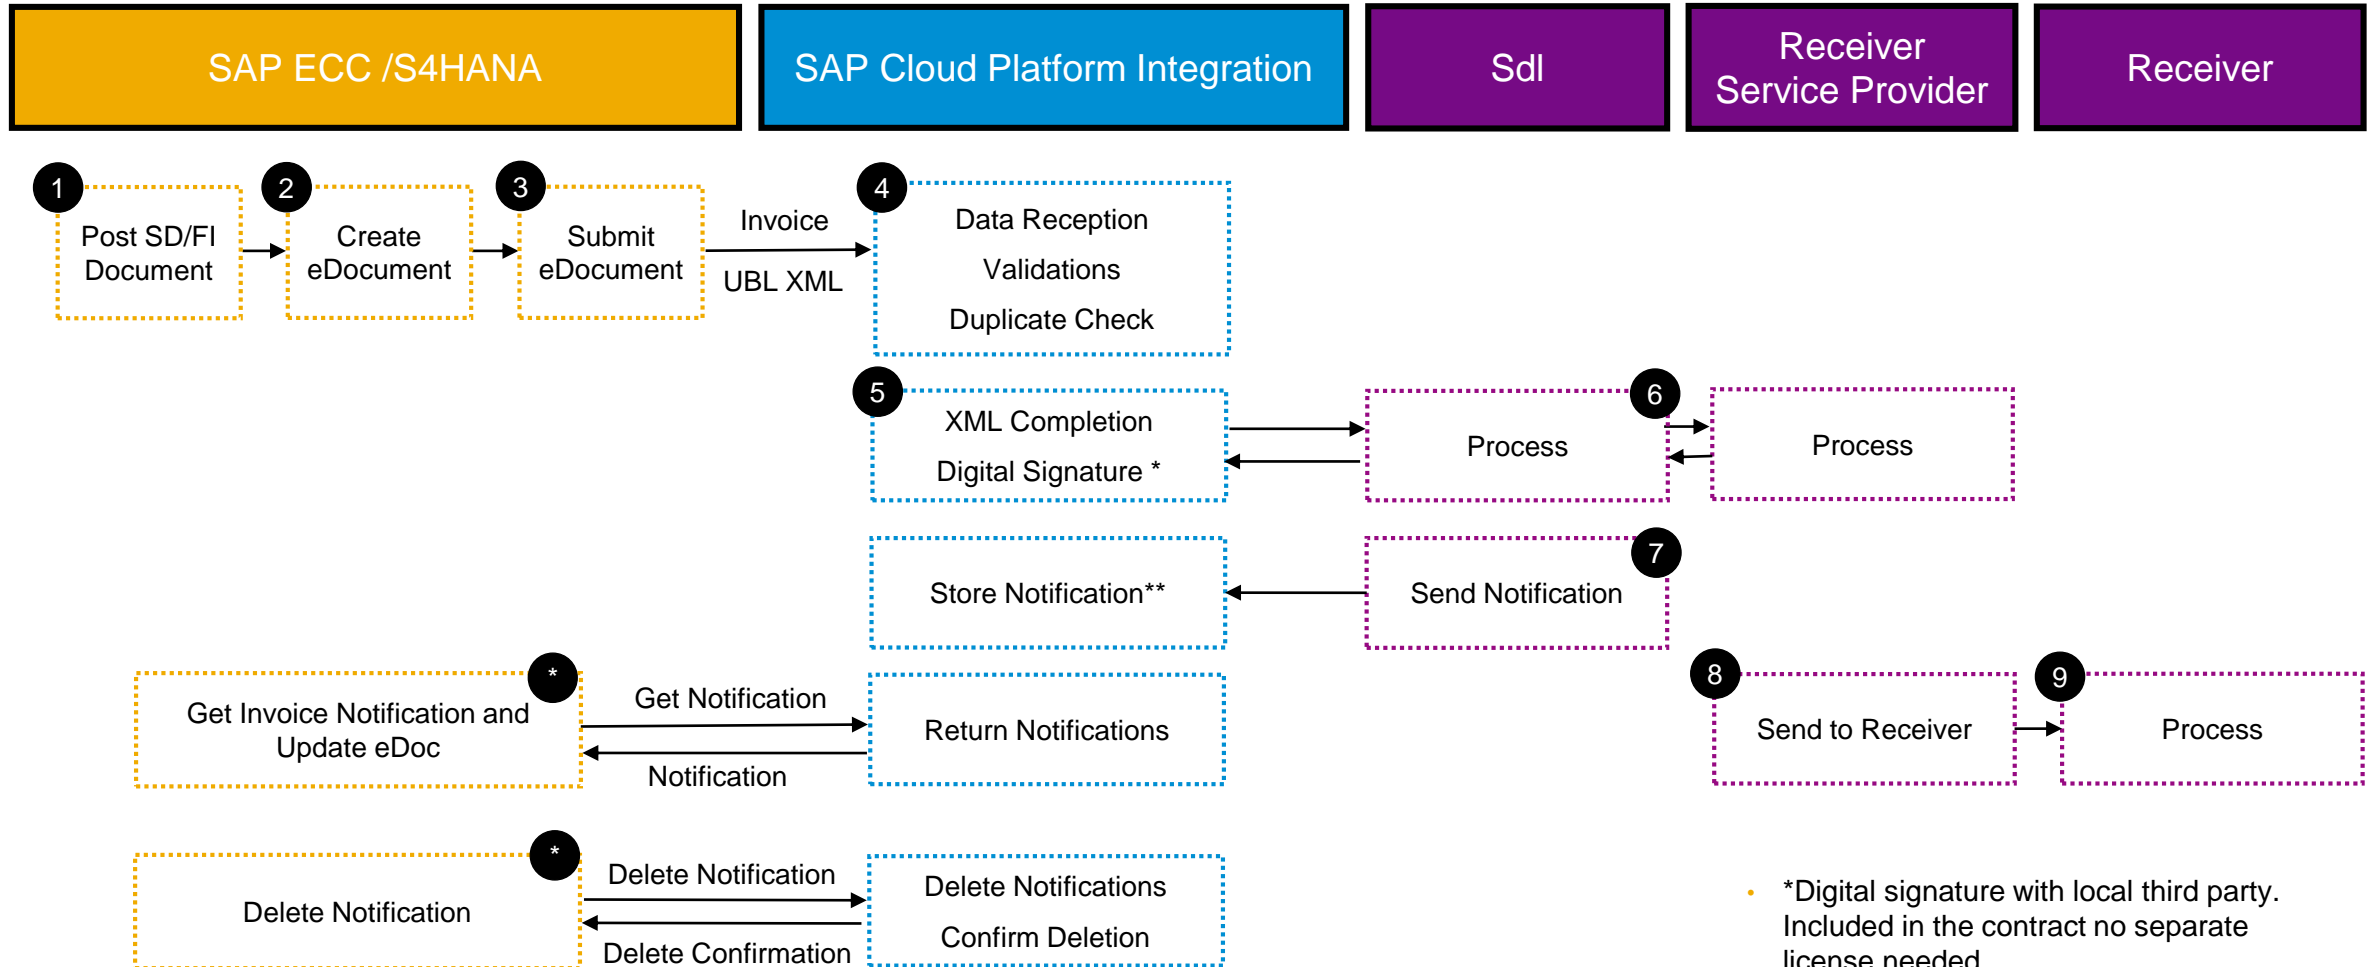 SAP ECC /S4HANA
SAP Cloud Platform Integration
SdI
Receiver
Service Provider
Receiver
1
Post SD/FI
Document
2
Create
eDocument
3
Submit
eDocument
Invoice
UBL XML
4
Data Reception
Validations
Duplicate Check
5
XML Completion
Digital Signature *
Process
6
Process
Store Notification**
Send Notification
7
*
Get Invoice Notification and
Update eDoc
Get Notification
Notification
Return Notifications
8
Send to Receiver
9
Process
*
Delete Notification
Delete Notification
Delete Confirmation
Delete Notifications
Confirm Deletion
• *Digital signature with local third party.
Included in the contract no separate
license needed